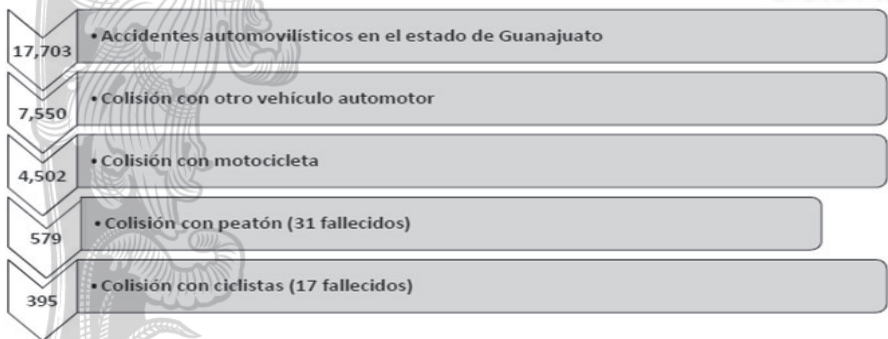 17,703
• Accidentes automovilísticos en el estado de Guanajuato
7,550
• Colisión con otro vehículo automotor
4,502
• Colisión con motocicleta
579
• Colisión con peatón (31 fallecidos)
395
• Colisión con ciclistas (17 fallecidos)